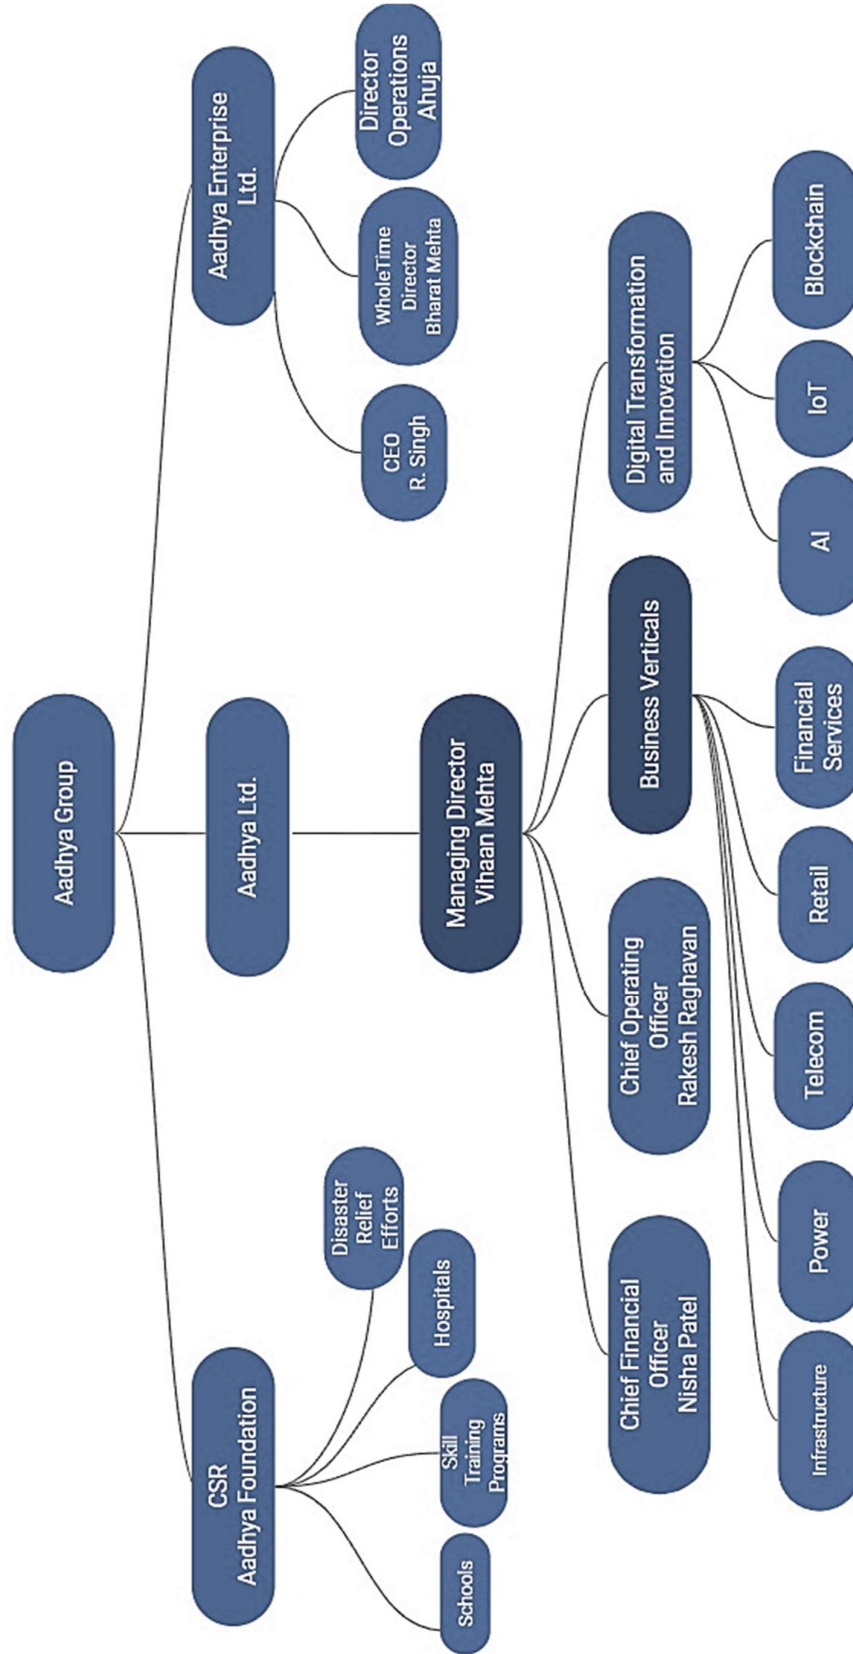 Aadhya Group
CSR
Aadhya Foundation
Aadhya Ltd.
Aadhya Enterprise
Ltd.
Schools
Skill
Training
Programs
Hospitals
Disaster
Relief
Efforts
CEO
R. Singh
WholeTime
Director
Bharat Mehta
Director
Operations
Ahuja
Managing Director
Vihaan Mehta
Chief Financial
Officer
Nisha Patel
Chief Operating
Officer
Rakesh Raghavan
Business Verticals
Digital Transformation
and Innovation
Infrastructure
Power
Telecom
Retail
Financial
Services
AI
IoT
Blockchain